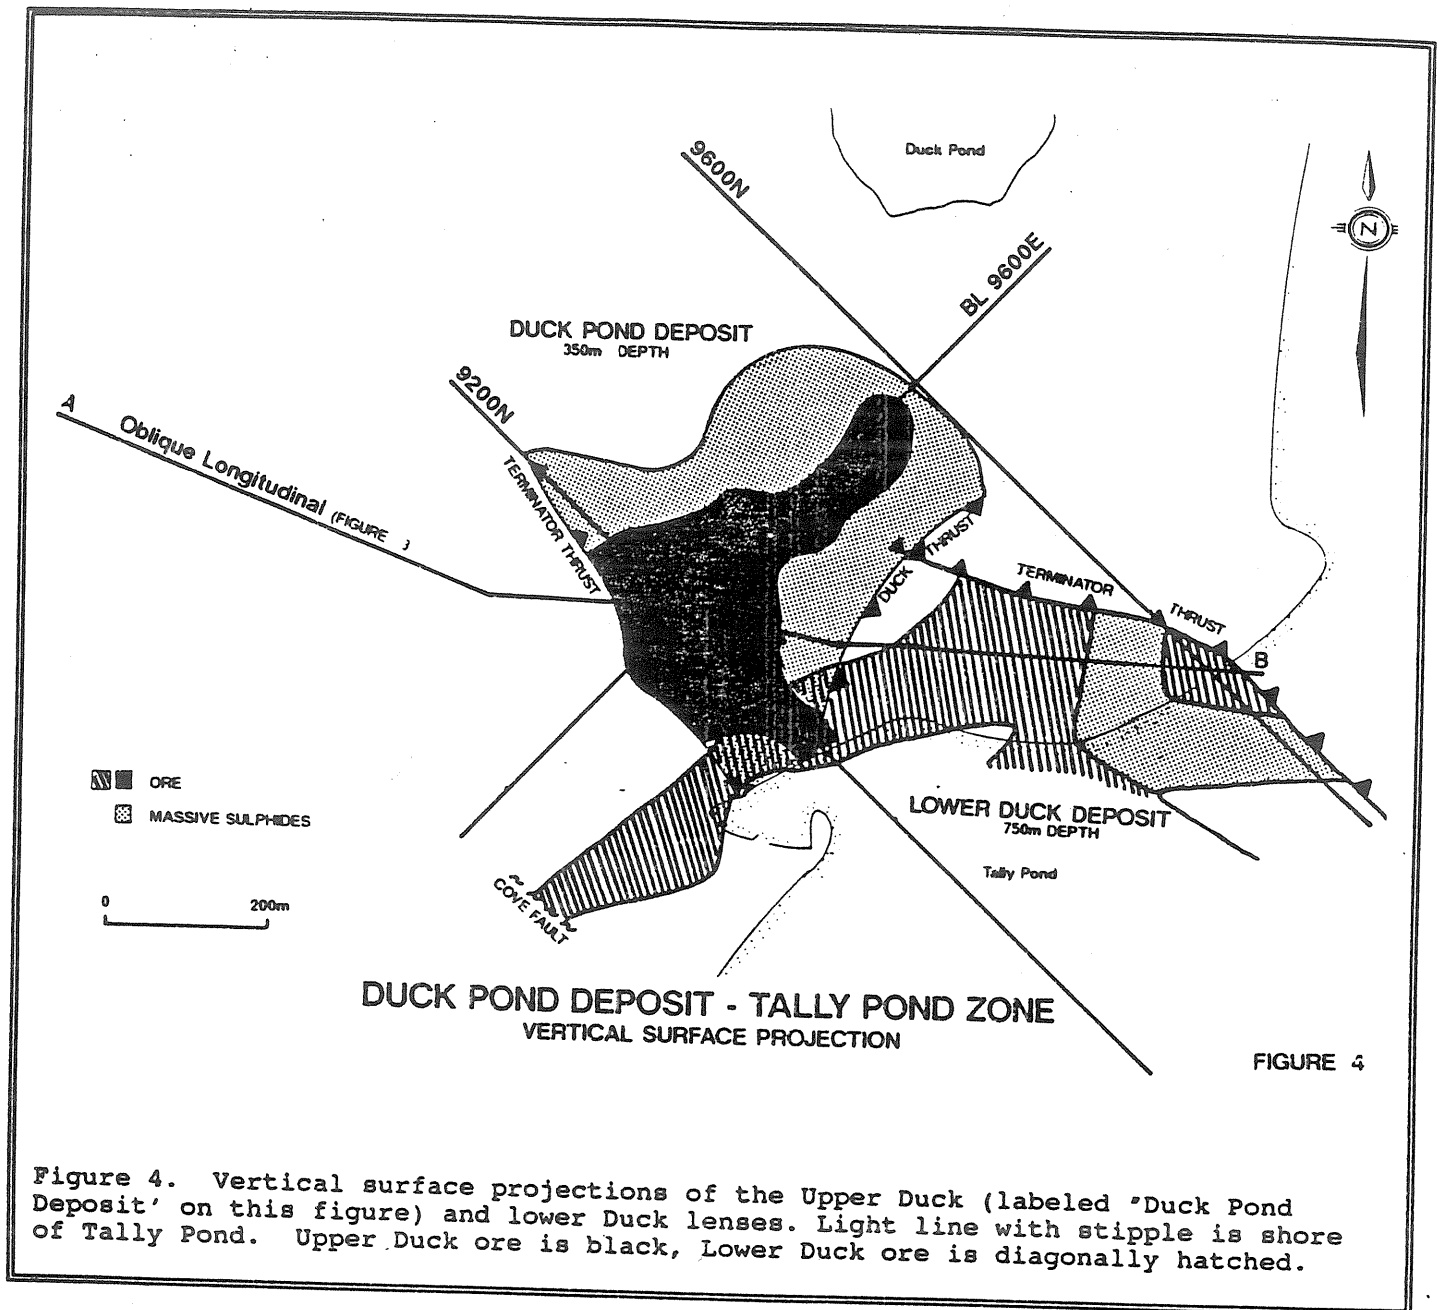 Duck Pond
9600N
N
BL 9600E
DUCK POND DEPOSIT
350m DEPTH
9200N
A
Oblique Longitudinal (FIGURE )
TERMINATOR THRUST
DUCK THRUST
TERMINATOR THRUST
B
ORE
MASSIVE SULPHIDES
LOWER DUCK DEPOSIT
750m DEPTH
Tally Pond
0 200m
COVE FAULT
DUCK POND DEPOSIT - TALLY POND ZONE
VERTICAL SURFACE PROJECTION
FIGURE 4
Figure 4. Vertical surface projections of the Upper Duck (labeled "Duck Pond
Deposit' on this figure) and lower Duck lenses. Light line with stipple is shore
of Tally Pond. Upper Duck ore is black, Lower Duck ore is diagonally hatched.